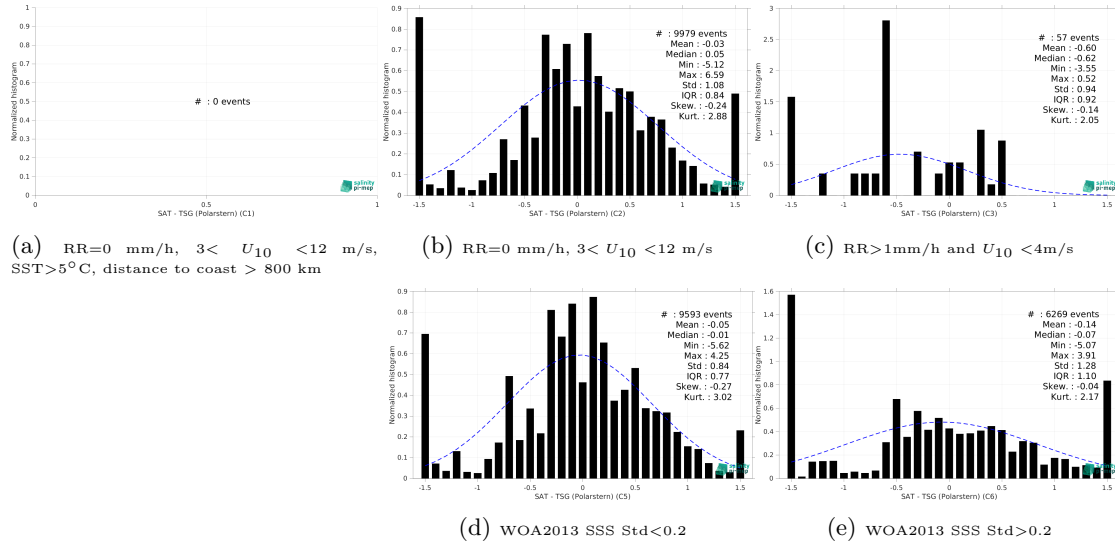 Normalized histogram
1
0.9
0.8
0.7
0.6
0.5
0.4
0.3
0.2
0.1
0
# : 0 events
salinity
pi-mep
0 0.5 1
SAT - TSG (Polarstern) (C1)
(a) RR=0 mm/h, 3< U10 <12 m/s,
SST>5°C, distance to coast > 800 km
Normalized histogram
0.9
0.8
0.7
0.6
0.5
0.4
0.3
0.2
0.1
0
# : 9979 events
Mean : -0.03
Median : 0.05
Min : -5.12
Max : 6.59
Std : 1.08
IQR : 0.84
Skew. : -0.24
Kurt. : 2.88
salinity
pi-mep
-1.5 -1 -0.5 0 0.5 1 1.5
SAT - TSG (Polarstern) (C2)
(b) RR=0 mm/h, 3< U10 <12 m/s
Normalized histogram
3
2.5
2
1.5
1
0.5
0
# : 57 events
Mean : -0.60
Median : -0.62
Min : -3.55
Max : 0.52
Std : 0.94
IQR : 0.92
Skew. : -0.14
Kurt. : 2.05
salinity
pi-mep
-1.5 -1 -0.5 0 0.5 1 1.5
SAT - TSG (Polarstern) (C3)
(c) RR>1mm/h and U10 <4m/s
Normalized histogram
0.9
0.8
0.7
0.6
0.5
0.4
0.3
0.2
0.1
0
# : 9593 events
Mean : -0.05
Median : -0.01
Min : -5.62
Max : 4.25
Std : 0.84
IQR : 0.77
Skew. : -0.27
Kurt. : 3.02
salinity
pi-mep
-1.5 -1 -0.5 0 0.5 1 1.5
SAT - TSG (Polarstern) (C5)
(d) WOA2013 SSS Std<0.2
Normalized histogram
1.6
1.4
1.2
1
0.8
0.6
0.4
0.2
0
# : 6269 events
Mean : -0.14
Median : -0.07
Min : -5.07
Max : 3.91
Std : 1.28
IQR : 1.10
Skew. : -0.04
Kurt. : 2.17
salinity
pi-mep
-1.5 -1 -0.5 0 0.5 1 1.5
SAT - TSG (Polarstern) (C6)
(e) WOA2013 SSS Std>0.2